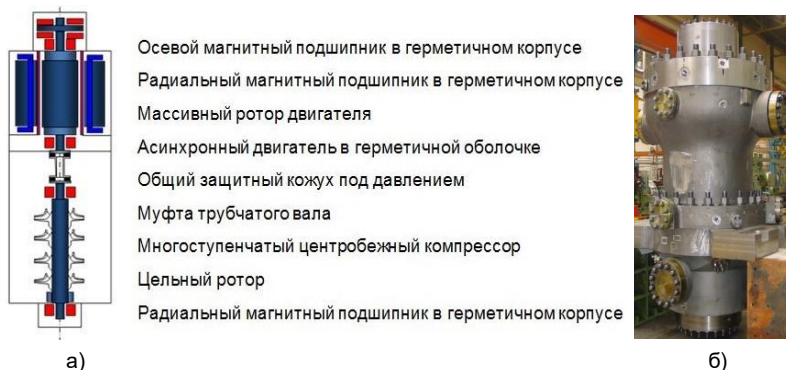 Осевой магнитный подшипник в герметичном корпусе
Радиальный магнитный подшипник в герметичном корпусе
Массивный ротор двигателя
Асинхронный двигатель в герметичной оболочке
Общий защитный кожух под давлением
Муфта трубчатого вала
Многоступенчатый центробежный компрессор
Цельный ротор
Радиальный магнитный подшипник в герметичном корпусе
а) б)